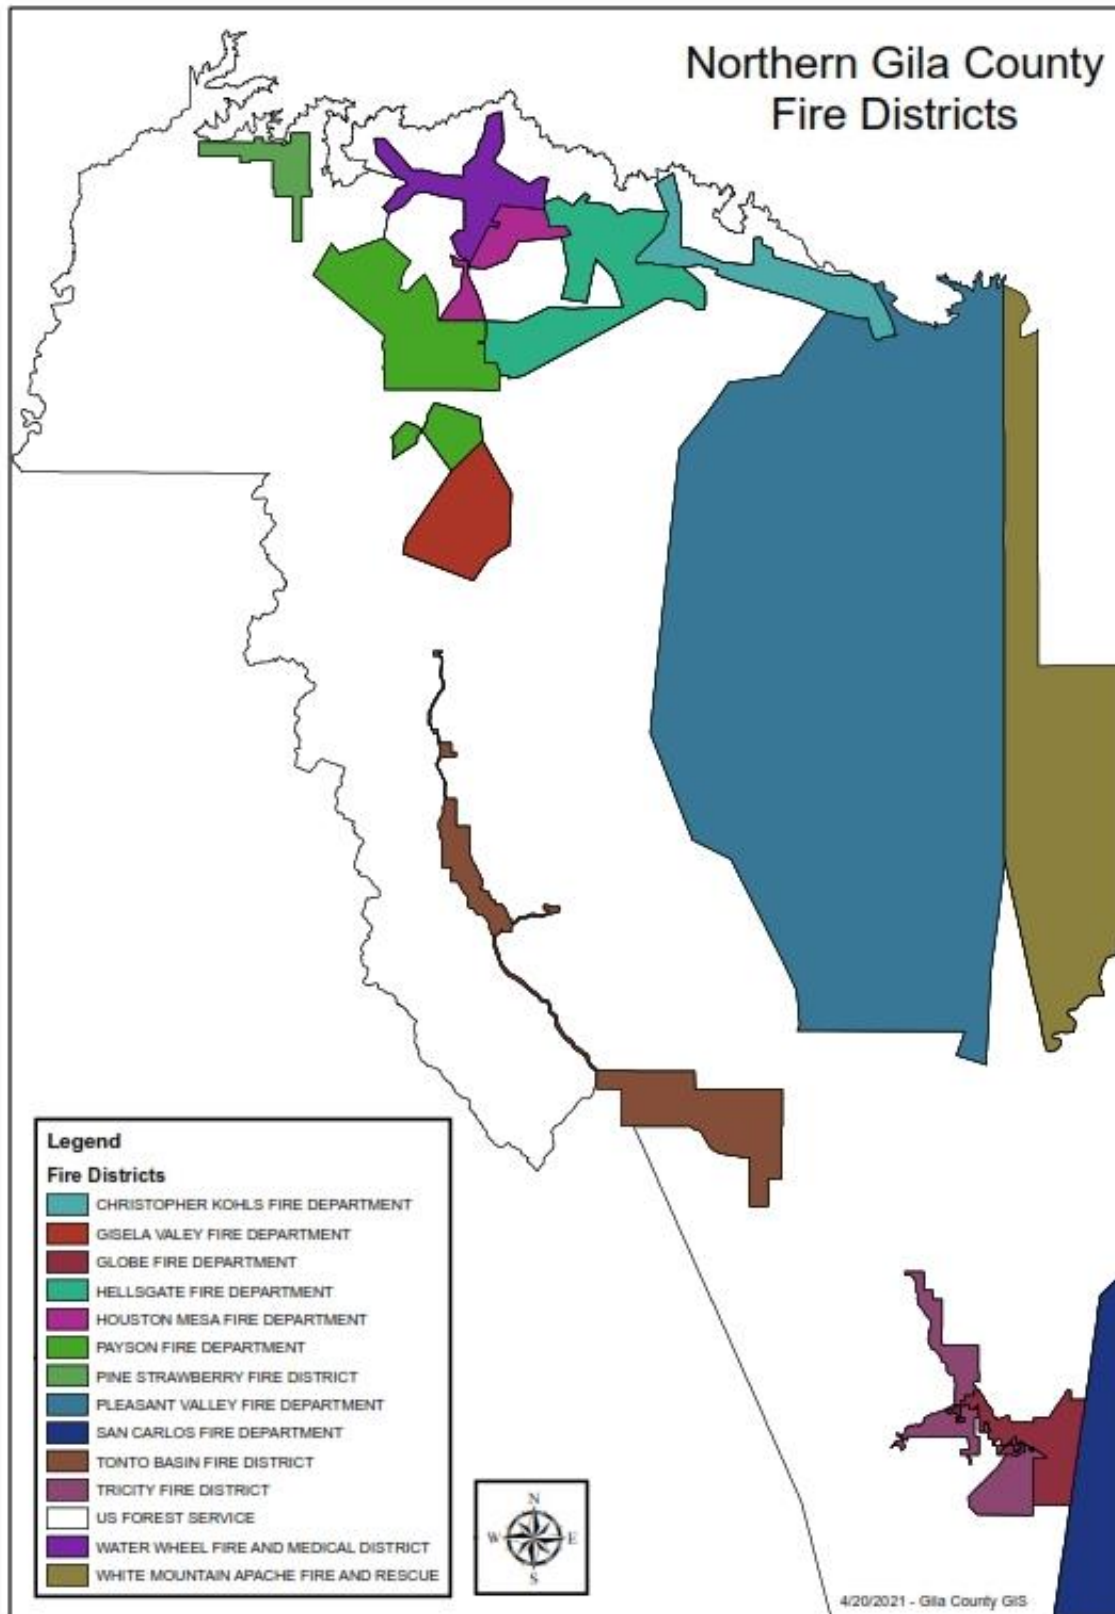 Northern Gila County
Fire Districts
Legend
Fire Districts
CHRISTOPHER KOHLS FIRE DEPARTMENT
GISELA VALEY FIRE DEPARTMENT
GLOBE FIRE DEPARTMENT
HELLSGATE FIRE DEPARTMENT
HOUSTON MESA FIRE DEPARTMENT
PAYSON FIRE DEPARTMENT
PINE STRAWBERRY FIRE DISTRICT
PLEASANT VALLEY FIRE DEPARTMENT
SAN CARLOS FIRE DEPARTMENT
TONTO BASIN FIRE DISTRICT
TRICITY FIRE DISTRICT
US FOREST SERVICE
WATER WHEEL FIRE AND MEDICAL DISTRICT
WHITE MOUNTAIN APACHE FIRE AND RESCUE
N
W E
S
4/20/2021 - Gila County GIS